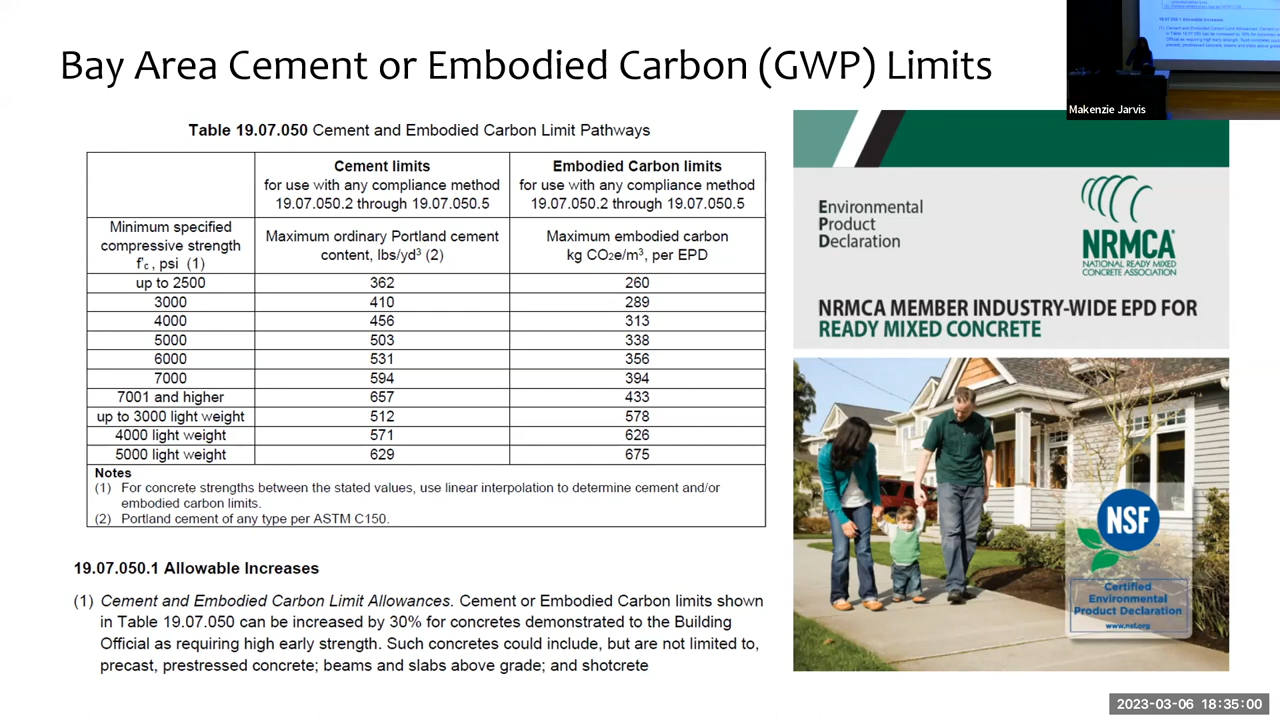 Bay Area Cement or Embodied Carbon (GWP) Limits
Makenzie Jarvis
Table 19.07.050 Cement and Embodied Carbon Limit Pathways
Cement limits
for use with any compliance method
19.07.050.2 through 19.07.050.5
Embodied Carbon limits
for use with any compliance method
19.07.050.2 through 19.07.050.5
Minimum specified
compressive strength
f'c, psi (1)
Maximum ordinary Portland cement
content, lbs/yd³ (2)
Maximum embodied carbon
kg CO2e/m³, per EPD
up to 2500 362 260
3000 410 289
4000 456 313
5000 503 338
6000 531 356
7000 594 394
7001 and higher 657 433
up to 3000 light weight 512 578
4000 light weight 571 626
5000 light weight 629 675
Notes
(1) For concrete strengths between the stated values, use linear interpolation to determine cement and/or
embodied carbon limits.
(2) Portland cement of any type per ASTM C150.
19.07.050.1 Allowable Increases
(1) Cement and Embodied Carbon Limit Allowances. Cement or Embodied Carbon limits shown
in Table 19.07.050 can be increased by 30% for concretes demonstrated to the Building
Official as requiring high early strength. Such concretes could include, but are not limited to,
precast, prestressed concrete; beams and slabs above grade; and shotcrete
Environmental
Product
Declaration
NRMCA
NATIONAL READY MIXED
CONCRETE ASSOCIATION
NRMCA MEMBER INDUSTRY-WIDE EPD FOR
READY MIXED CONCRETE
NSF
Certified
Environmental
Product Declaration
www.nsf.org
2023-03-06 18:35:00